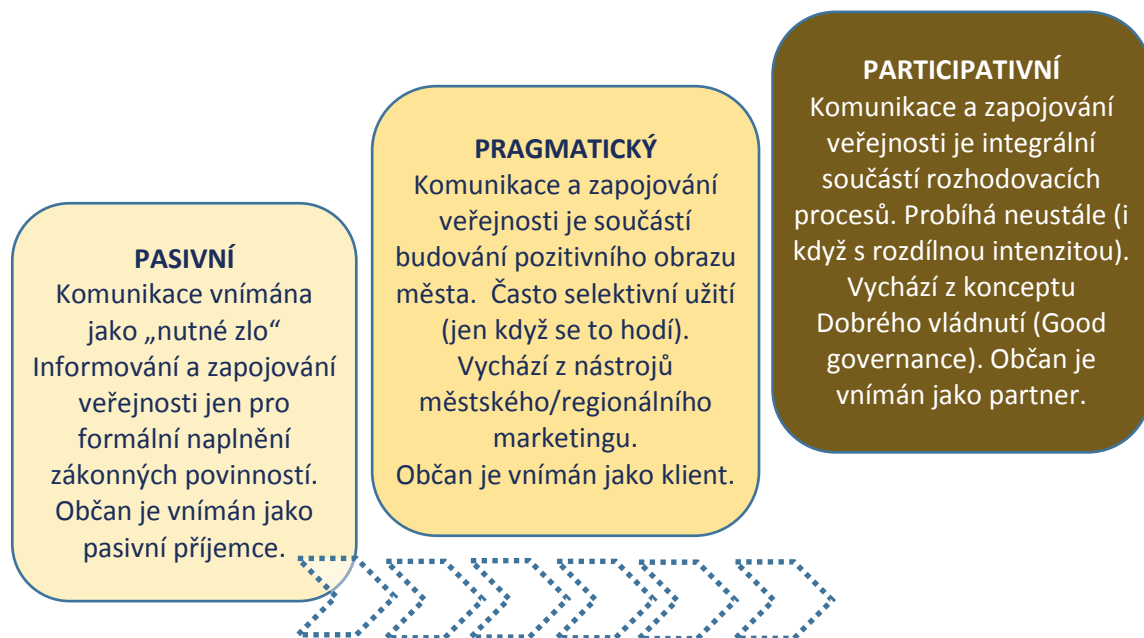 PASIVNÍ
Komunikace vnímána
jako „nutné zlo“
Informování a zapojování
veřejnosti jen pro
formální naplnění
zákonných povinností.
Občan je vnímán jako
pasivní příjemce.
PRAGMATICKÝ
Komunikace a zapojování
veřejnosti je součástí
budování pozitivního obrazu
města. Často selektivní užití
(jen když se to hodí).
Vychází z nástrojů
městského/regionálního
marketingu.
Občan je vnímán jako klient.
PARTICIPATIVNÍ
Komunikace a zapojování
veřejnosti je integrální
součástí rozhodovacích
procesů. Probíhá neustále (i
když s rozdílnou intenzitou).
Vychází z konceptu
Dobrého vládnutí (Good
governance). Občan je
vnímán jako partner.